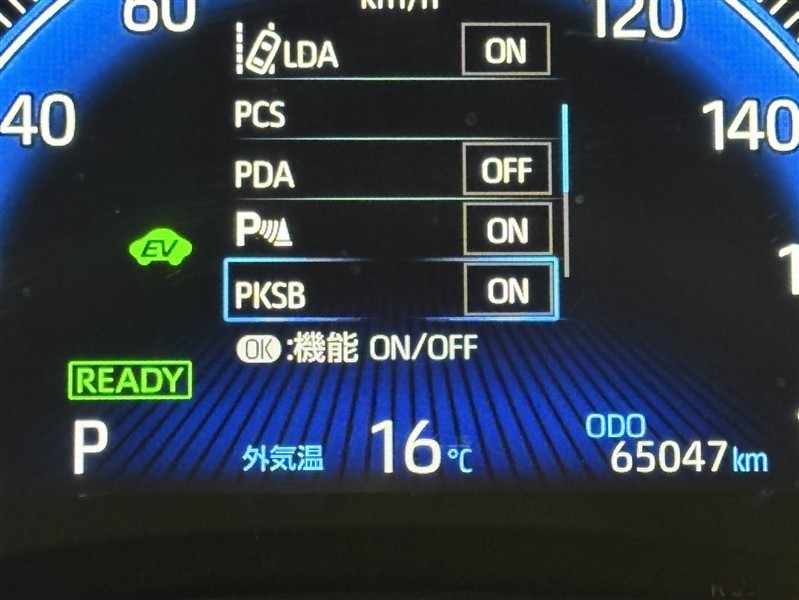 km/h
60
120
LDA ON
40
PCS
140
PDA OFF
P ON
EV
PKSB ON
OK:機能 ON/OFF
READY
P
外気温 16℃
ODO
65047km